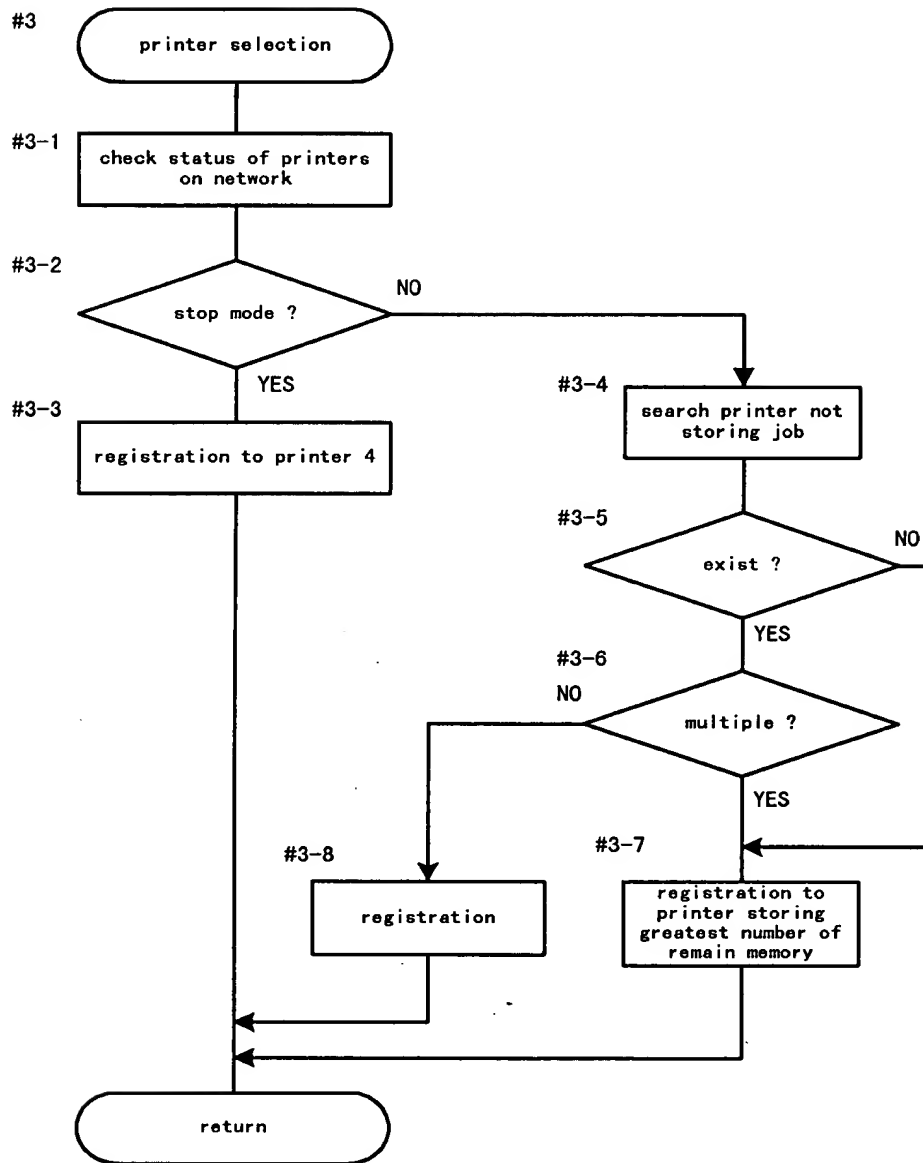 #3
printer selection
#3-1
check status of printers
on network
#3-2
stop mode ?
NO
YES
#3-3
registration to printer 4
#3-4
search printer not
storing job
#3-5
exist ?
NO
YES
#3-6
multiple ?
NO
YES
#3-7
registration to
printer storing
greatest number of
remain memory
#3-8
registration
return